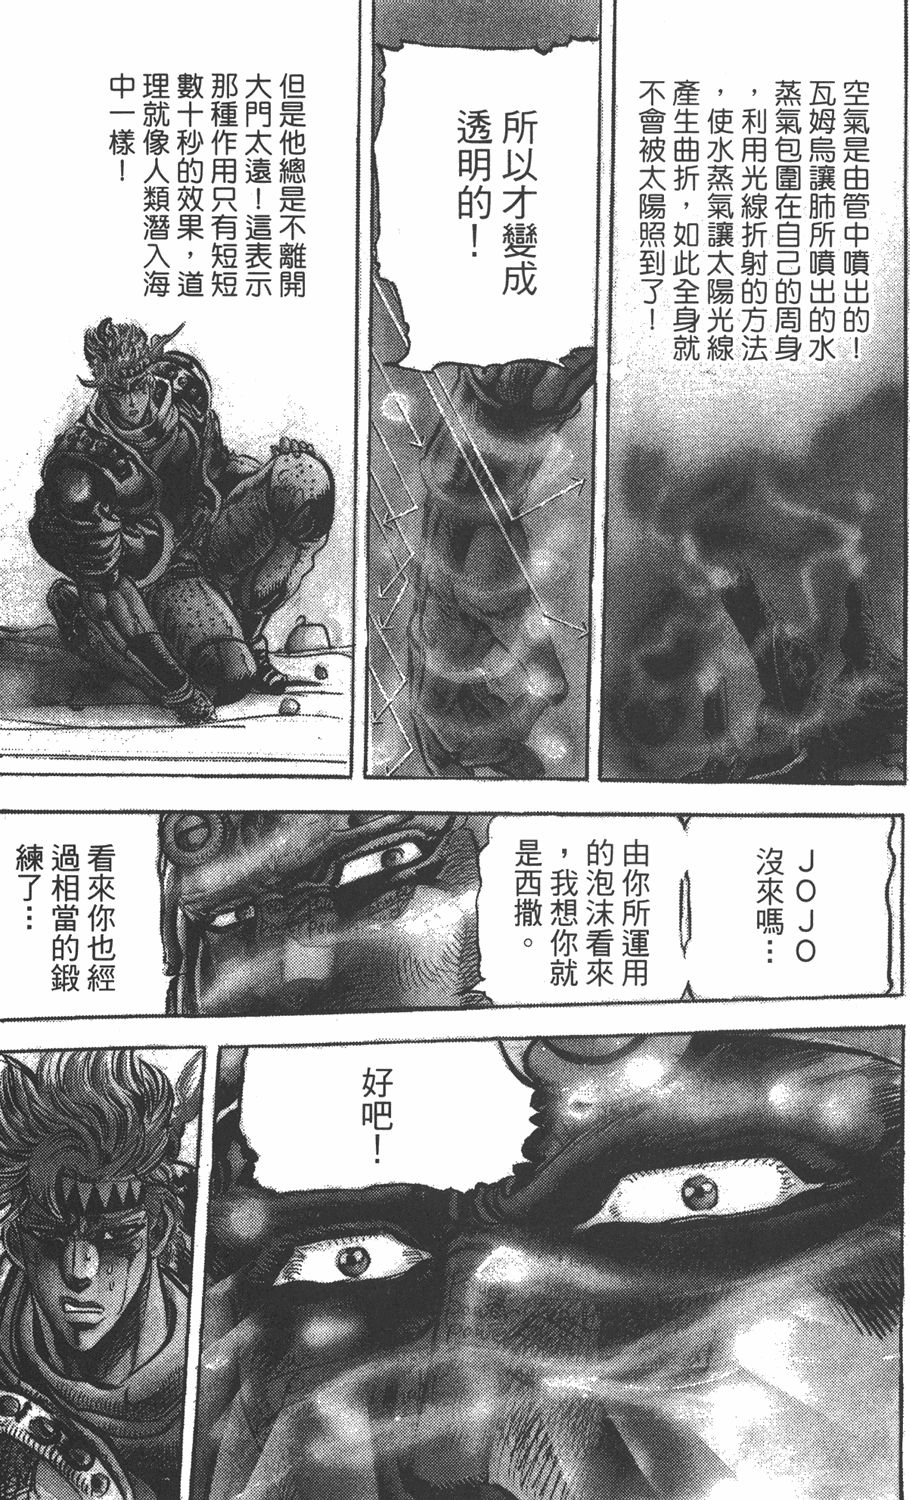 空氣是由管中噴出的！
瓦姆烏讓肺所噴出的水
蒸氣包圍在自己的周身
，利用光線折射的方法
，使水蒸氣讓太陽光線
產生曲折，如此全身就
不會被太陽照到了！
所以才變成
透明的！
但是他總是不離開
大門太遠！這表示
那種作用只有短短
數十秒的效果，道
理就像人類潛入海
中一樣！
JOJO
沒來嗎…
由你所運用
的泡沫看來
，我想你就
是西撒。
看來你也經
過相當的鍛
練了…
好吧！